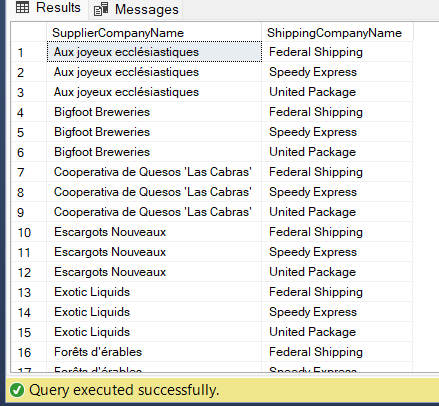 Results Messages
SupplierCompanyName ShippingCompanyName
1 Aux joyeux ecclésiastiques Federal Shipping
2 Aux joyeux ecclésiastiques Speedy Express
3 Aux joyeux ecclésiastiques United Package
4 Bigfoot Breweries Federal Shipping
5 Bigfoot Breweries Speedy Express
6 Bigfoot Breweries United Package
7 Cooperativa de Quesos 'Las Cabras' Federal Shipping
8 Cooperativa de Quesos 'Las Cabras' Speedy Express
9 Cooperativa de Quesos 'Las Cabras' United Package
10 Escargots Nouveaux Federal Shipping
11 Escargots Nouveaux Speedy Express
12 Escargots Nouveaux United Package
13 Exotic Liquids Federal Shipping
14 Exotic Liquids Speedy Express
15 Exotic Liquids United Package
16 Forêts d'érables Federal Shipping
17 Forêts d'érables Speedy Express
Query executed successfully.